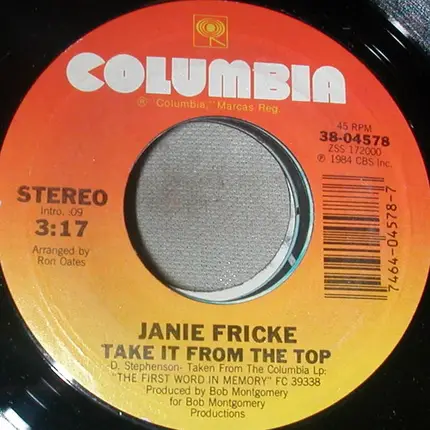 COLUMBIA
® "Columbia," Marcas Reg.
45 RPM
38-04578
ZSS 172000
℗ 1984 CBS Inc.
STEREO
Intro. :09
3:17
Arranged by
Ron Oates
7464-04578-7
JANIE FRICKE
TAKE IT FROM THE TOP
D. Stephenson- Taken From The Columbia Lp:
"THE FIRST WORD IN MEMORY" FC 39338
Produced by Bob Montgomery
for Bob Montgomery
Productions